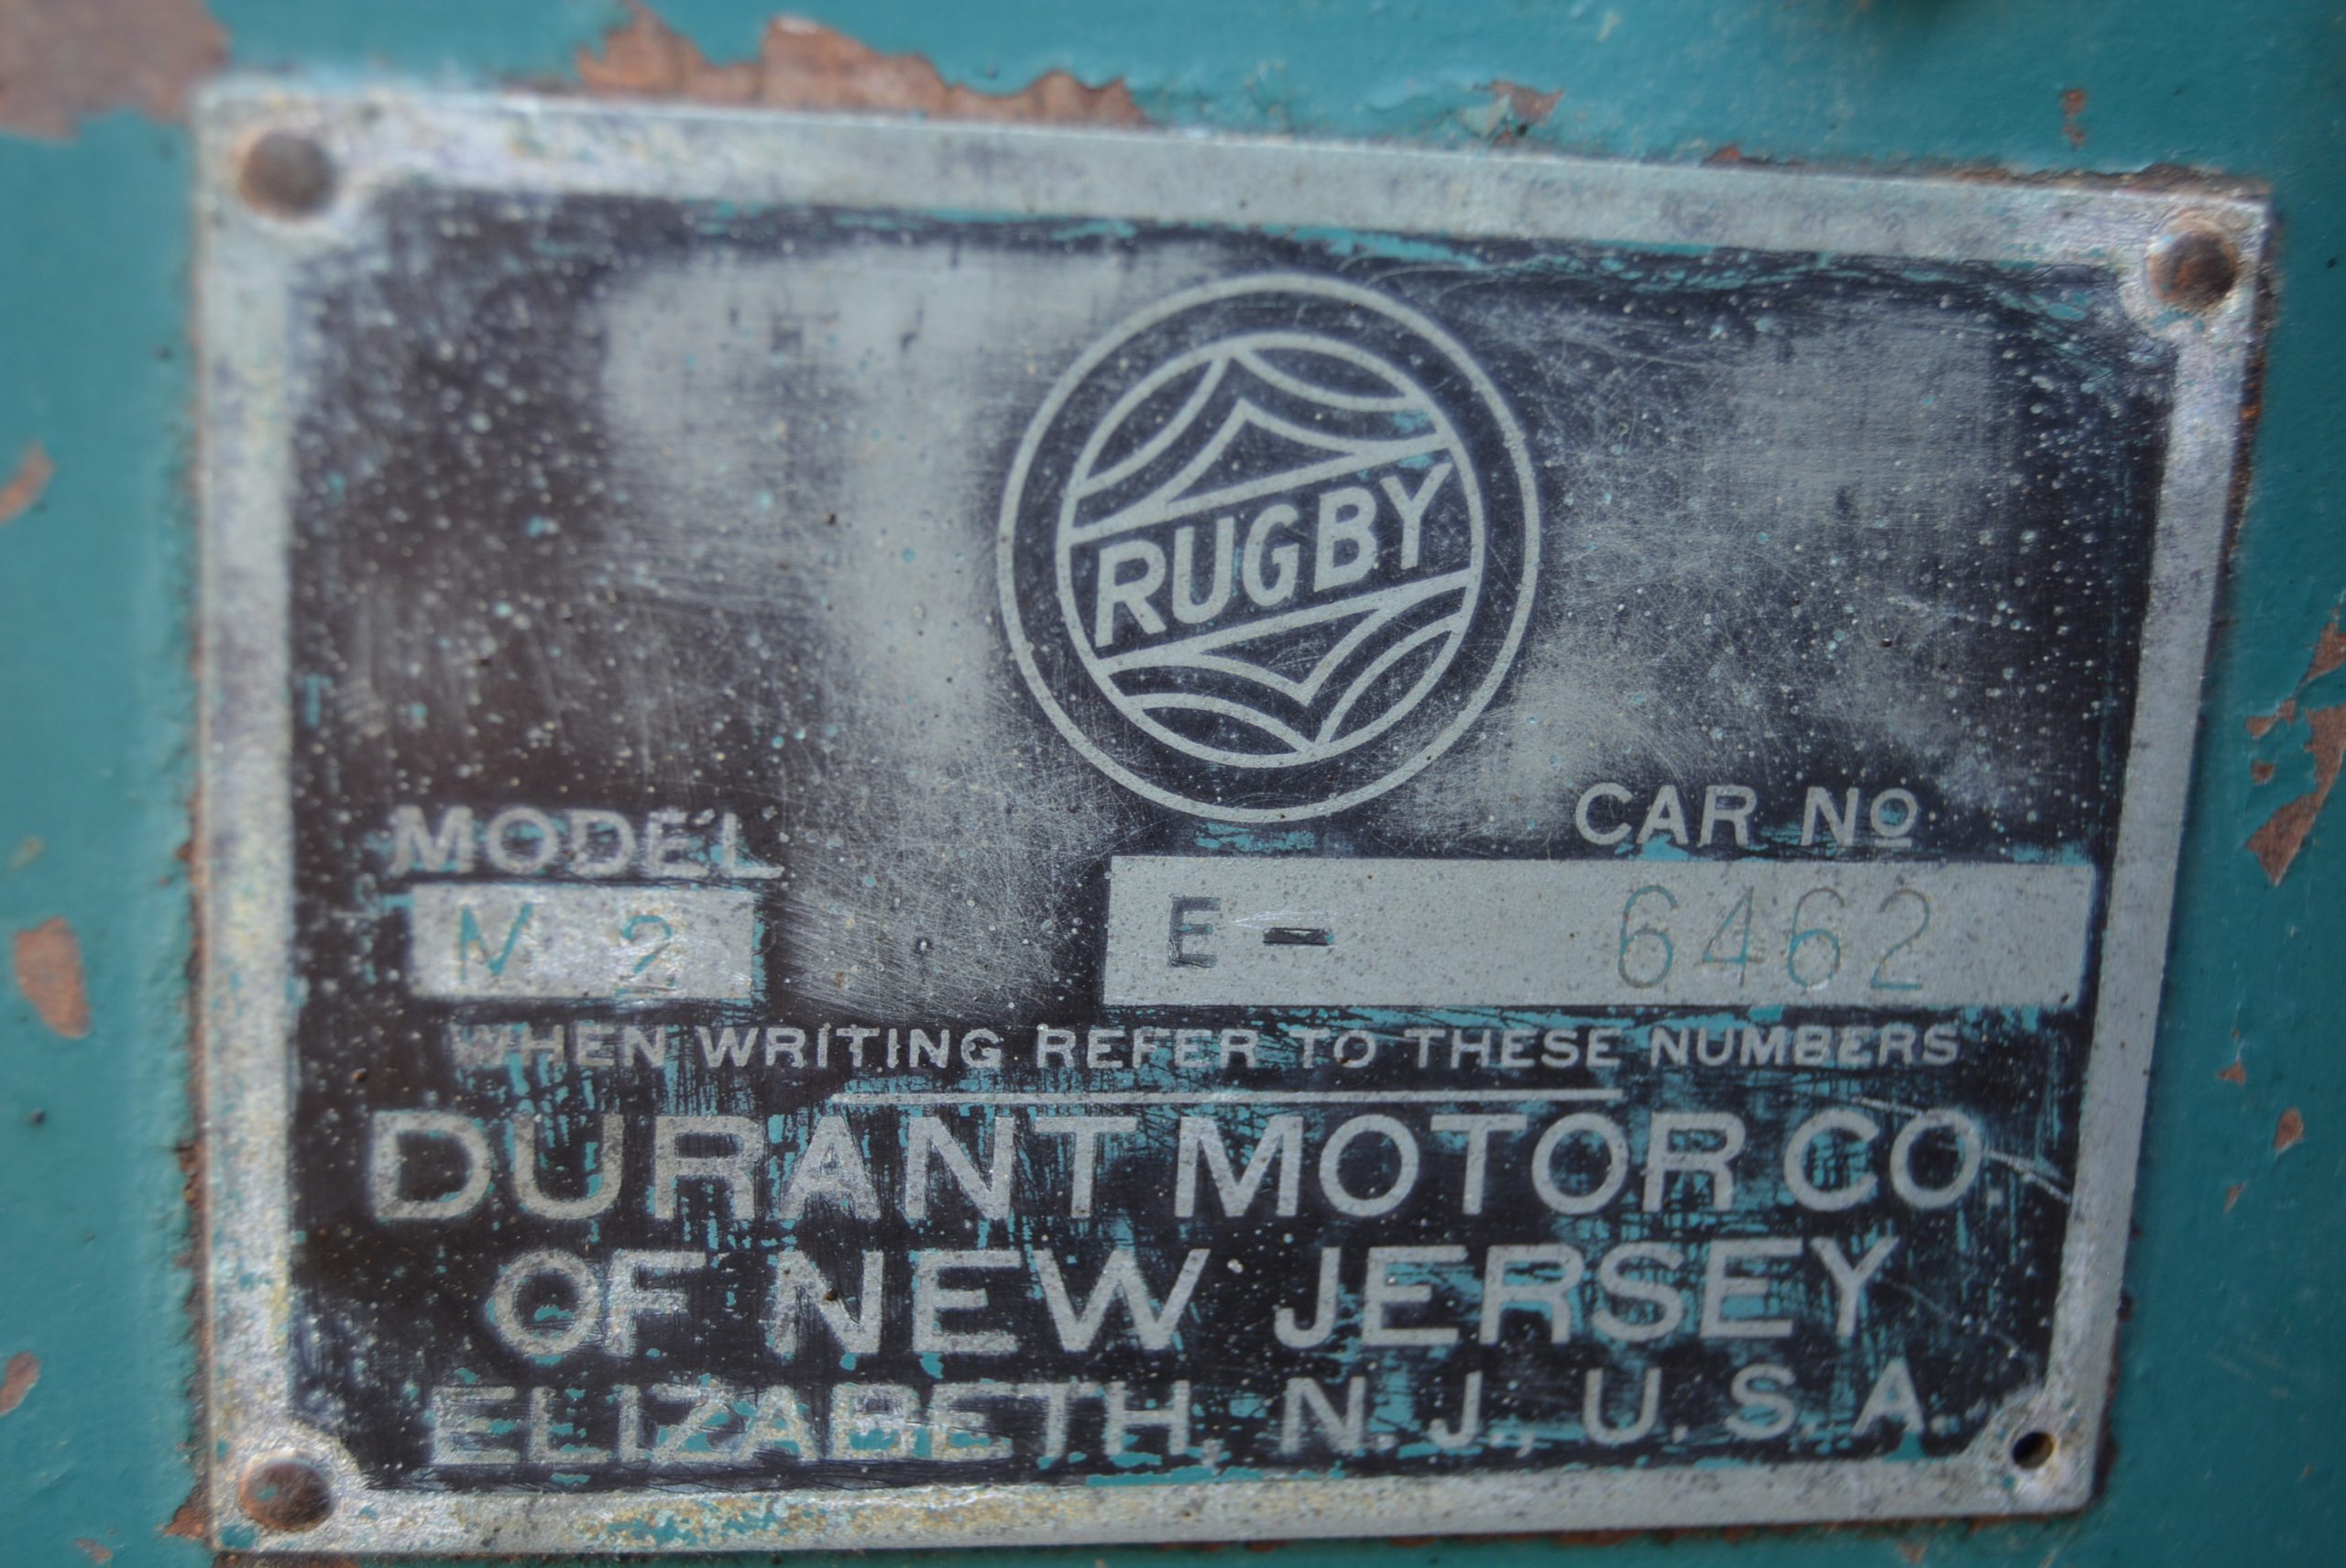 RUGBY
MODEL
CAR No
M 2
E - 6462
WHEN WRITING REFER TO THESE NUMBERS
DURANT MOTOR CO.
OF NEW JERSEY
ELIZABETH, N.J., U.S.A.